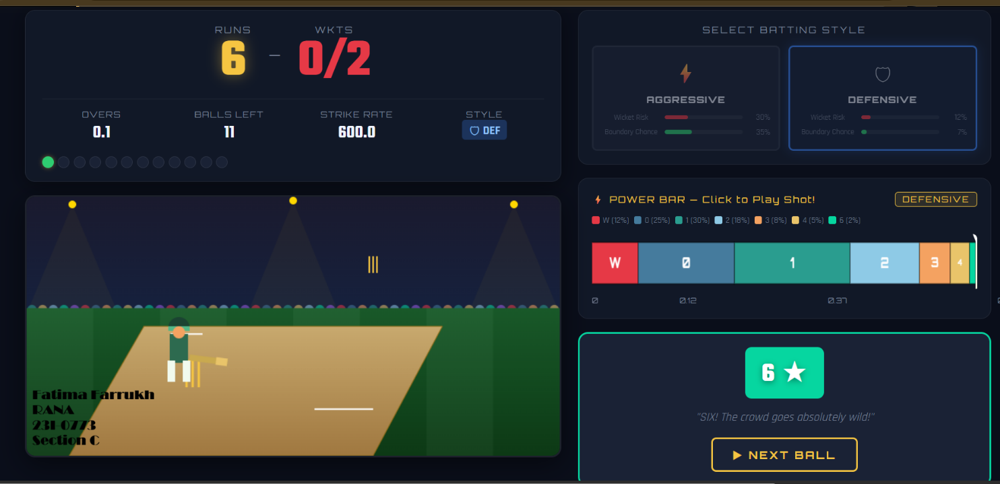 RUNS
WKTS
6 – 0/2
OVERS
BALLS LEFT
STRIKE RATE
STYLE
0.1
11
600.0
DEF
Fatima Farrukh
RANA
231-0773
Section C
SELECT BATTING STYLE
AGGRESSIVE
Wicket Risk 30%
Boundary Chance 35%
DEFENSIVE
Wicket Risk 12%
Boundary Chance 7%
POWER BAR – Click to Play Shot!
DEFENSIVE
W (12%) 0 (25%) 1 (30%) 2 (18%) 3 (8%) 4 (5%) 6 (2%)
W 0 1 2 3 4
0 0.12 0.37
6 ★
"SIX! The crowd goes absolutely wild!"
▶ NEXT BALL